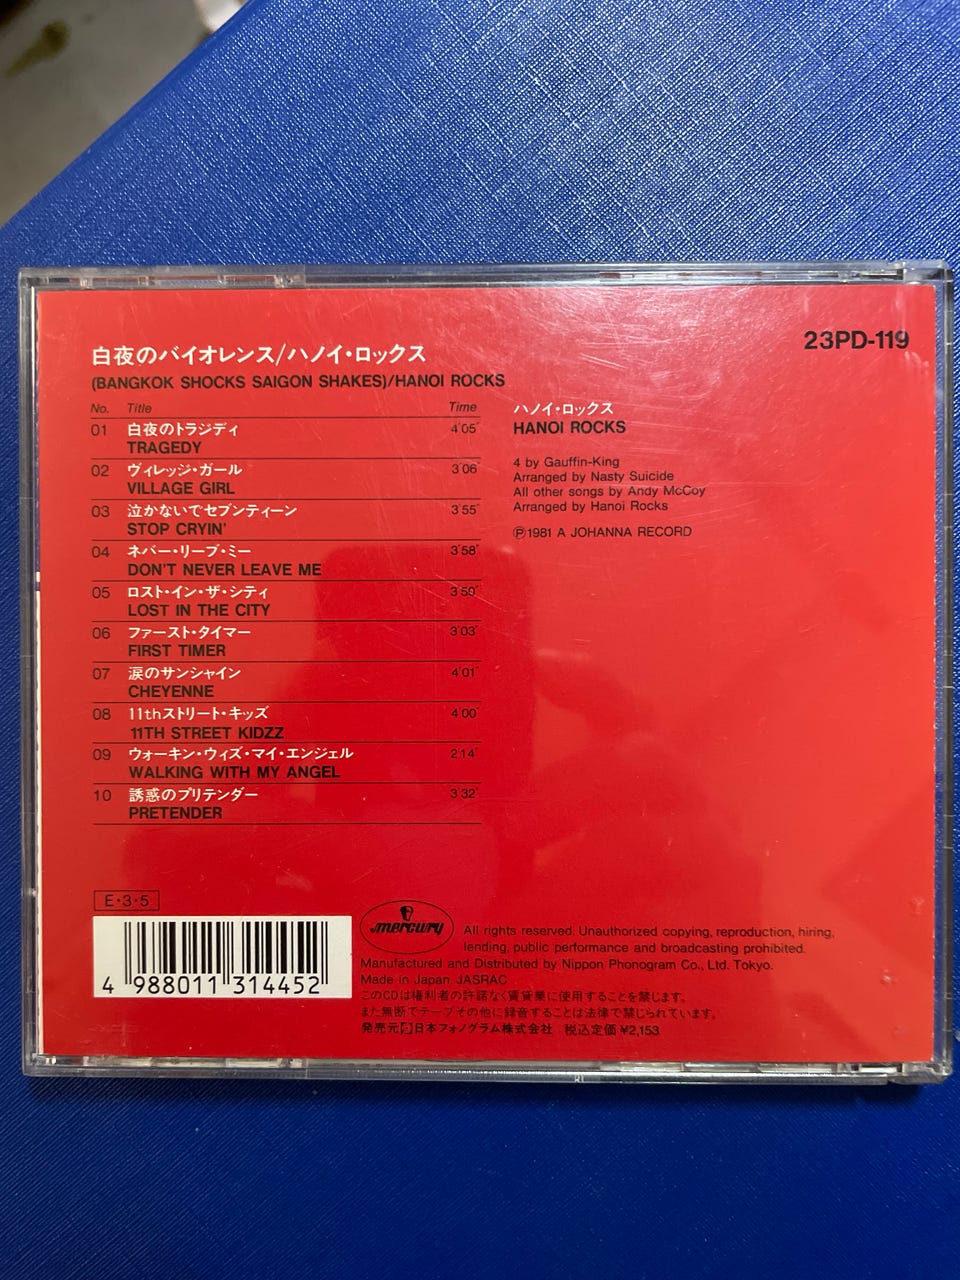 23PD-119
白夜のバイオレンス/ハノイ・ロックス
(BANGKOK SHOCKS SAIGON SHAKES)/HANOI ROCKS
No. Title Time
01 白夜のトラジディ 4'05"
TRAGEDY
02 ヴィレッジ・ガール 3'06"
VILLAGE GIRL
03 泣かないでセブンティーン 3'55"
STOP CRYIN'
04 ネバー・リーブ・ミー 3'58"
DON'T NEVER LEAVE ME
05 ロスト・イン・ザ・シティ 3'50"
LOST IN THE CITY
06 ファースト・タイマー 3'03"
FIRST TIMER
07 涙のサンシャイン 4'01"
CHEYENNE
08 11thストリート・キッズ 4'00"
11TH STREET KIDZZ
09 ウォーキン・ウィズ・マイ・エンジェル 2'14"
WALKING WITH MY ANGEL
10 誘惑のプリテンダー 3'32"
PRETENDER
ハノイ・ロックス
HANOI ROCKS
4 by Gauffin-King
Arranged by Nasty Suicide
All other songs by Andy McCoy
Arranged by Hanoi Rocks
℗1981 A JOHANNA RECORD
E・3・5
4 988011 314452
mercury
All rights reserved. Unauthorized copying, reproduction, hiring,
lending, public performance and broadcasting prohibited.
Manufactured and Distributed by Nippon Phonogram Co., Ltd. Tokyo.
Made in Japan JASRAC
このCDは権利者の許諾なく賃貸業に使用することを禁じます。
また無断でテープその他に録音することは法律で禁じられています。
発売元 日本フォノグラム株式会社 税込定価¥2,153